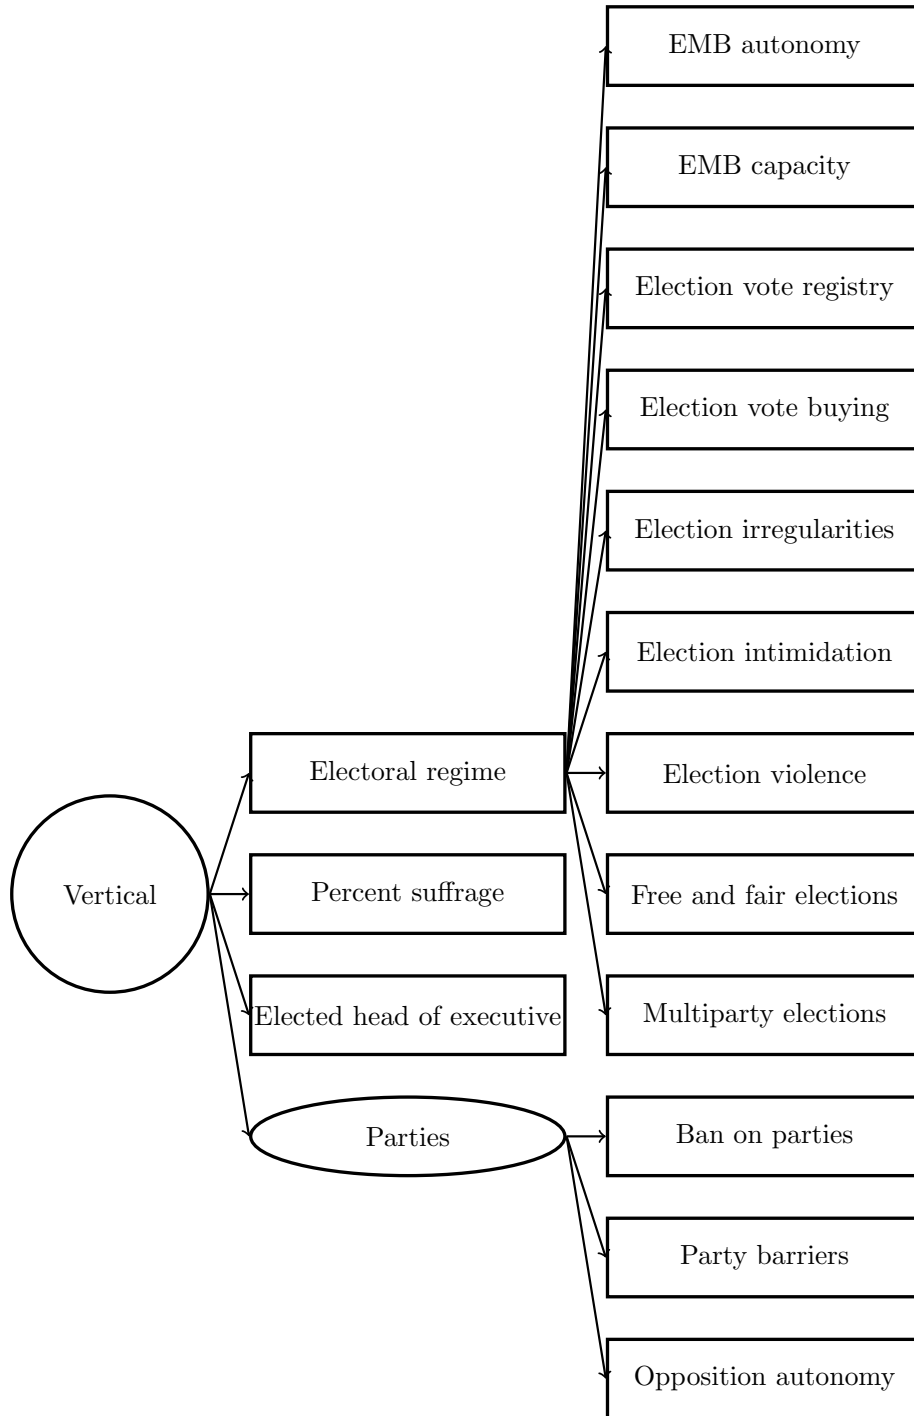 EMB autonomy
EMB capacity
Election vote registry
Election vote buying
Election irregularities
Election intimidation
Electoral regime
Election violence
Vertical
Percent suffrage
Free and fair elections
Elected head of executive
Multiparty elections
Parties
Ban on parties
Party barriers
Opposition autonomy